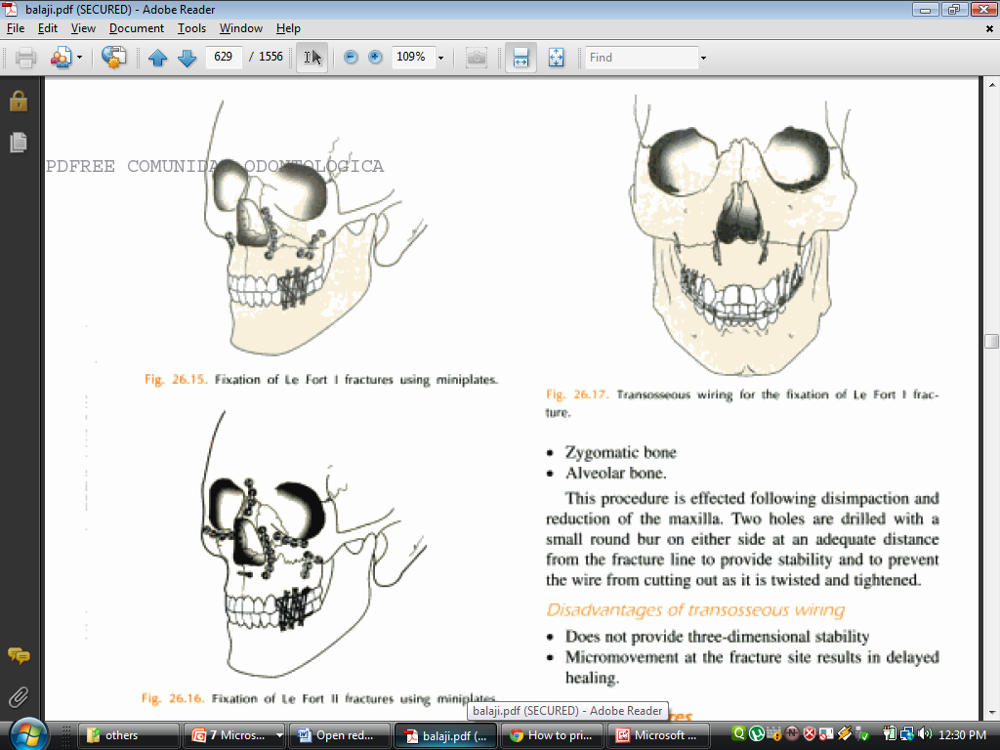 balaji.pdf (SECURED) - Adobe Reader
File Edit View Document Tools Window Help
629 / 1556 109% Find
PDFREE COMUNIDAD ODONTOLOGICA
Fig. 26.15. Fixation of Le Fort I fractures using miniplates.
Fig. 26.16. Fixation of Le Fort II fractures using miniplates.
Fig. 26.17. Transosseous wiring for the fixation of Le Fort I frac-
ture.
• Zygomatic bone
• Alveolar bone.
This procedure is effected following disimpaction and
reduction of the maxilla. Two holes are drilled with a
small round bur on either side at an adequate distance
from the fracture line to provide stability and to prevent
the wire from cutting out as it is twisted and tightened.
Disadvantages of transosseous wiring
• Does not provide three-dimensional stability
• Micromovement at the fracture site results in delayed
healing.
balaji.pdf (SECURED) - Adobe Reader
others 7 Micros... Open red... balaji.pdf (... How to pri... Microsoft ... 12:30 PM